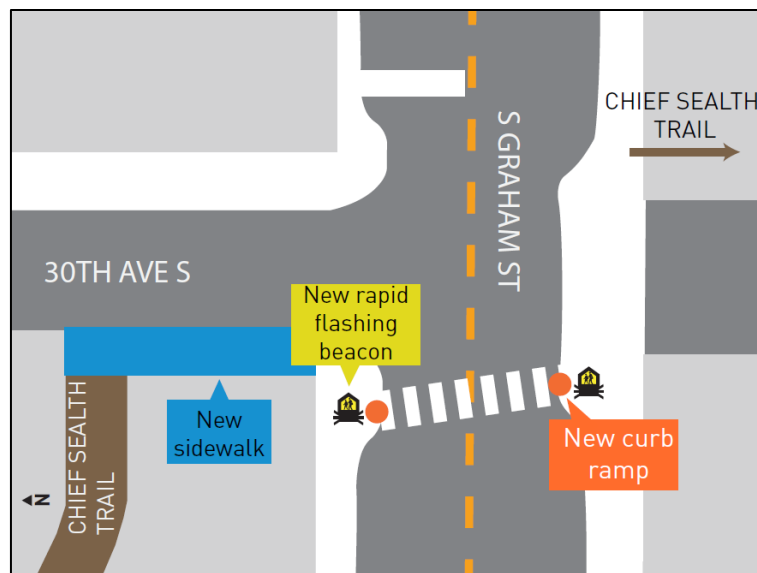 CHIEF SEALTH
TRAIL
S GRAHAM ST
30TH AVE S
New rapid
flashing
beacon
New
sidewalk
New curb
ramp
CHIEF SEALTH
TRAIL
N